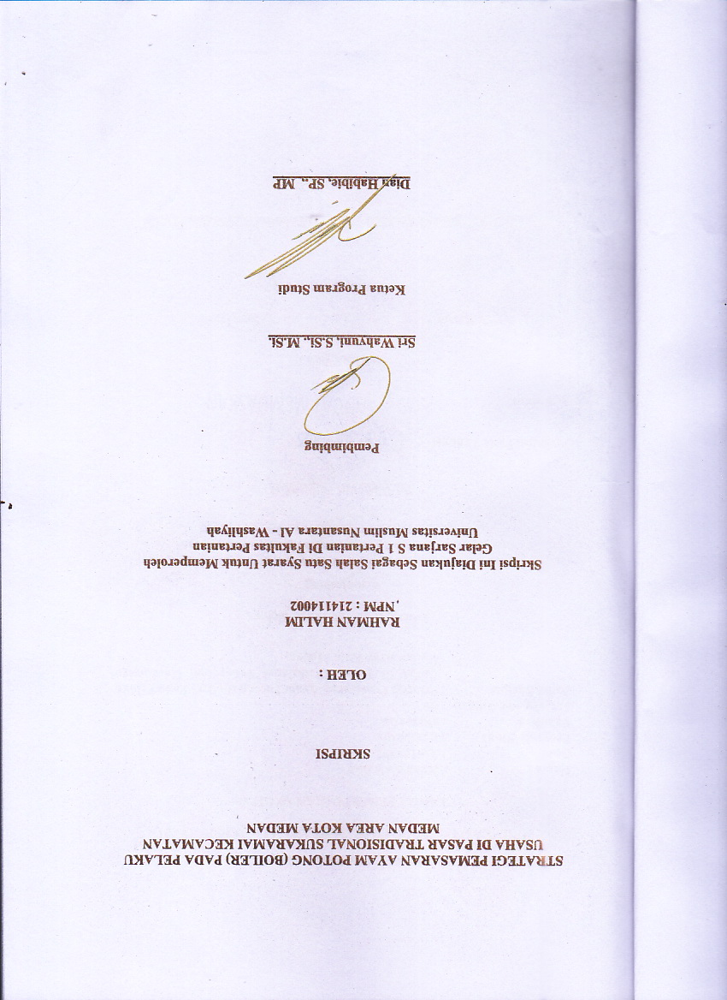 STRATEGI PEMASARAN AYAM POTONG (BOILER) PADA PELAKU
USAHA DI PASAR TRADISIONAL SUKARAMAI KECAMATAN
MEDAN AREA KOTA MEDAN
SKRIPSI
OLEH :
RAHMAN HALIM
NPM : 214114002
Skripsi Ini Diajukan Sebagai Salah Satu Syarat Untuk Memperoleh
Gelar Sarjana S 1 Pertanian Di Fakultas Pertanian
Universitas Muslim Nusantara Al - Washliyah
Pembimbing
Sri Wahyuni, S.Si., M.Si.
Ketua Program Studi
Dian Habibie, SP., MP